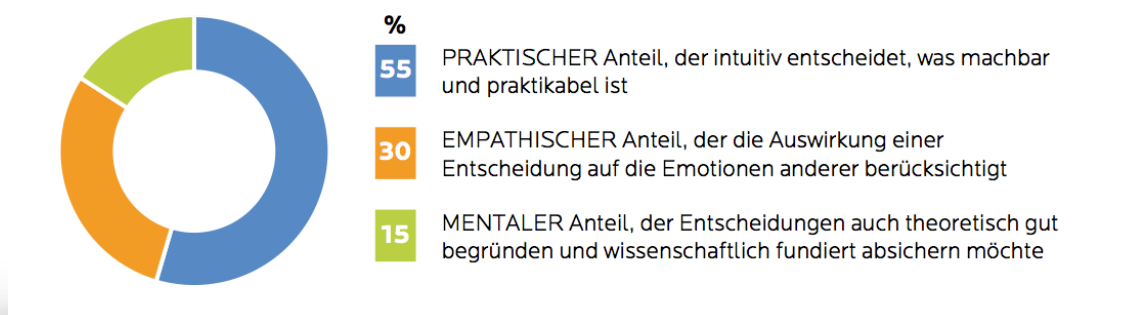 %
55 PRAKTISCHER Anteil, der intuitiv entscheidet, was machbar
und praktikabel ist
30 EMPATHISCHER Anteil, der die Auswirkung einer
Entscheidung auf die Emotionen anderer berücksichtigt
15 MENTALER Anteil, der Entscheidungen auch theoretisch gut
begründen und wissenschaftlich fundiert absichern möchte